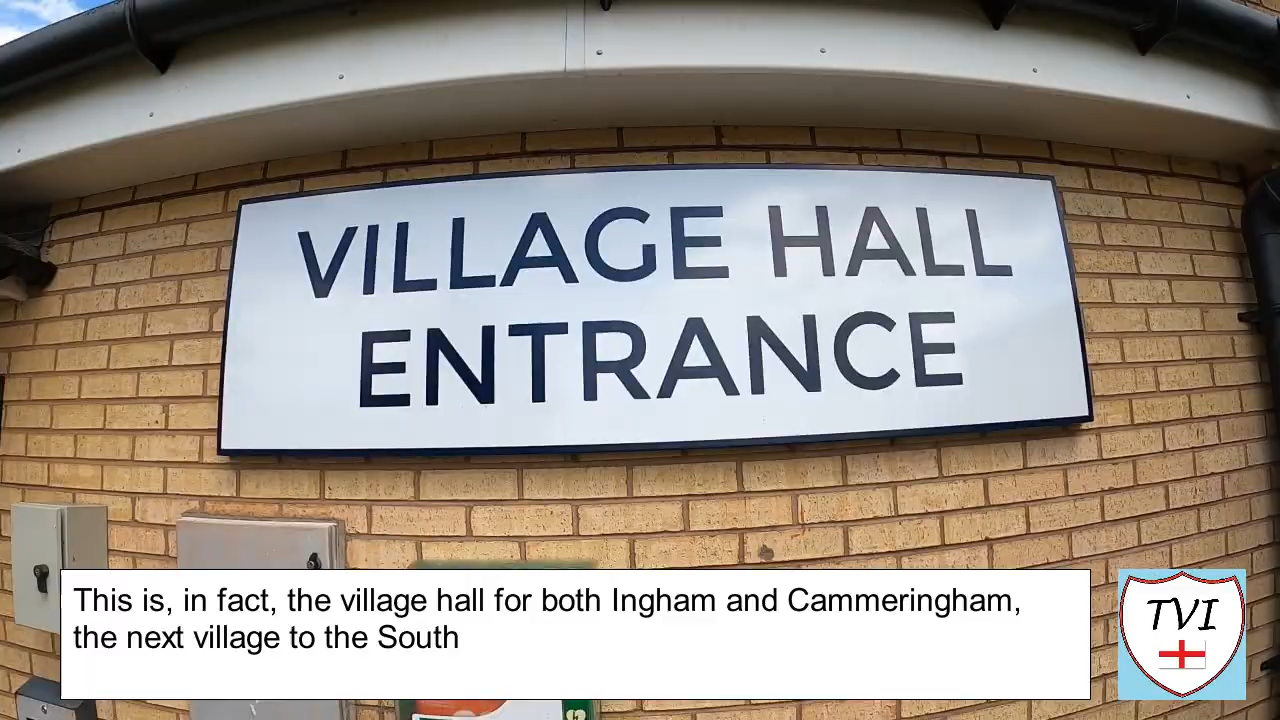 VILLAGE HALL
ENTRANCE
This is, in fact, the village hall for both Ingham and Cammeringham,
the next village to the South
TVI